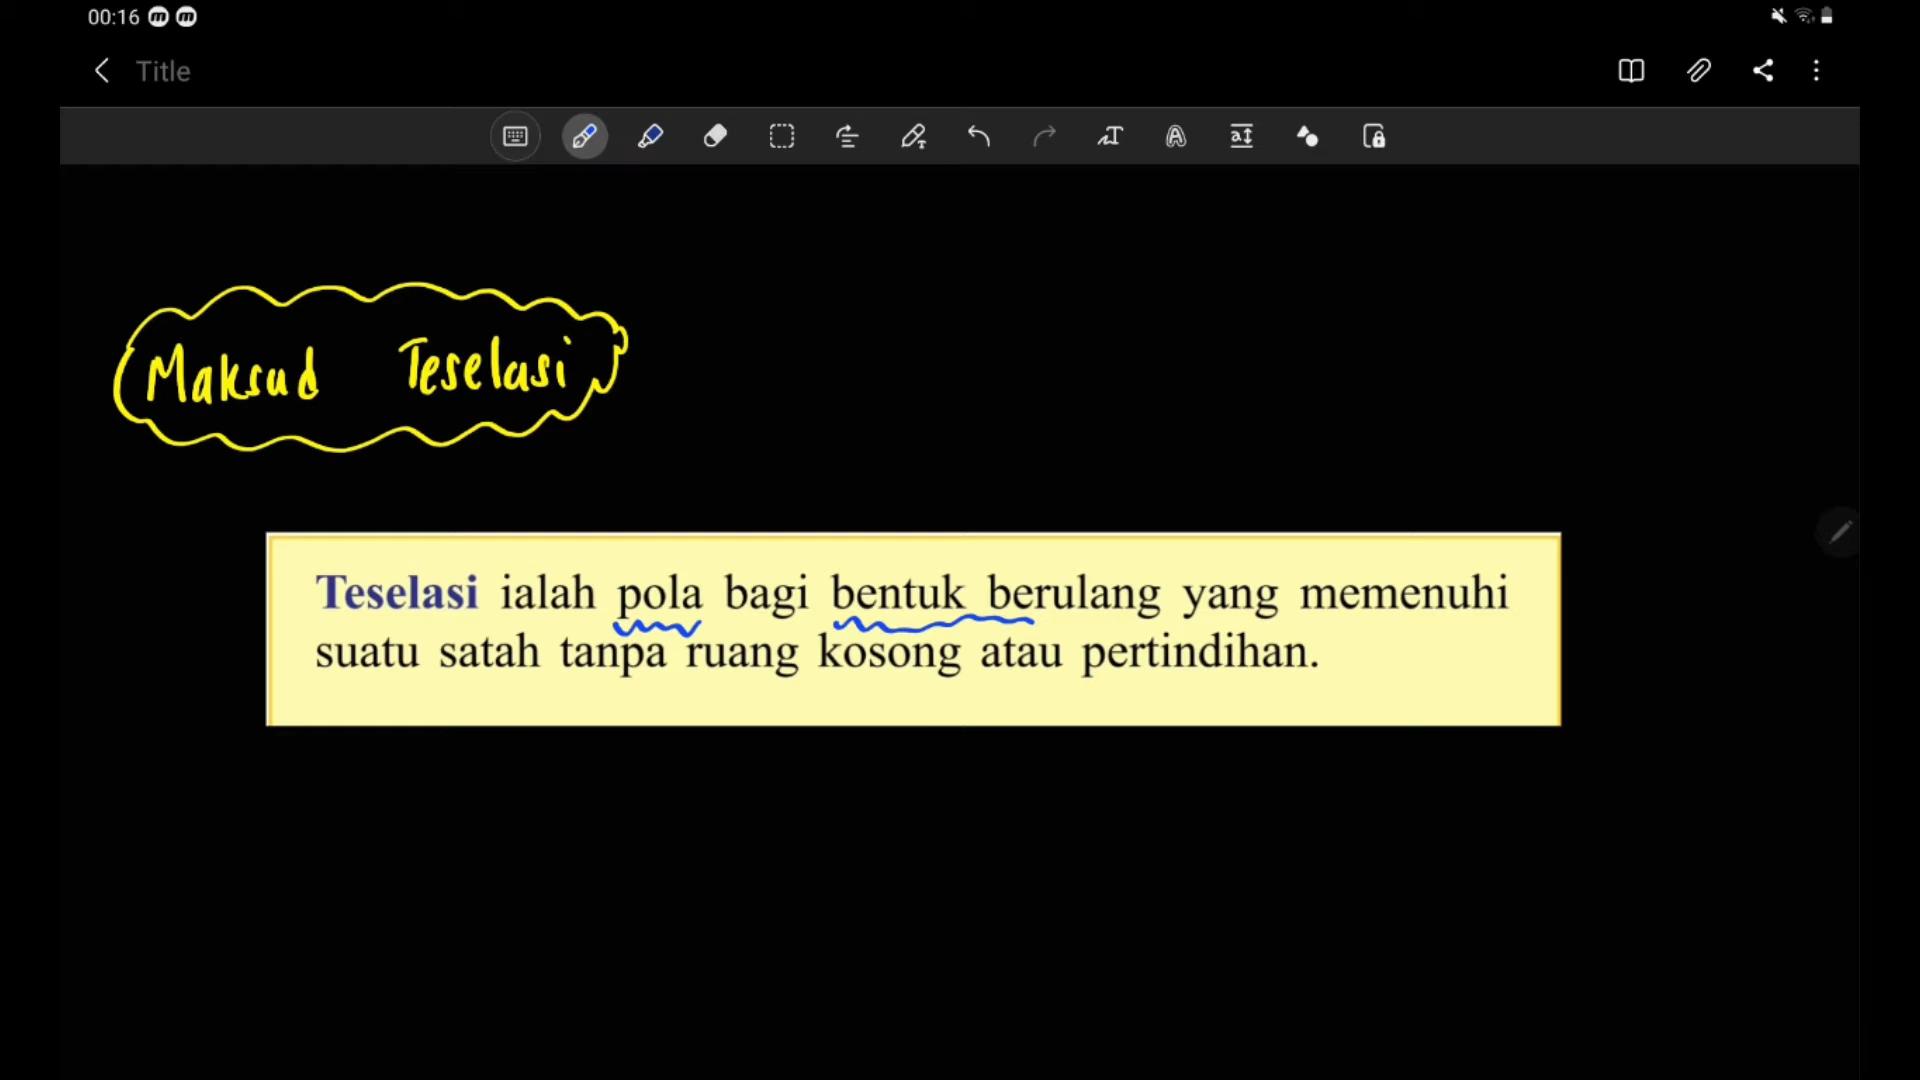 00:16
Title
Maksud Teselasi
Teselasi ialah pola bagi bentuk berulang yang memenuhi
suatu satah tanpa ruang kosong atau pertindihan.